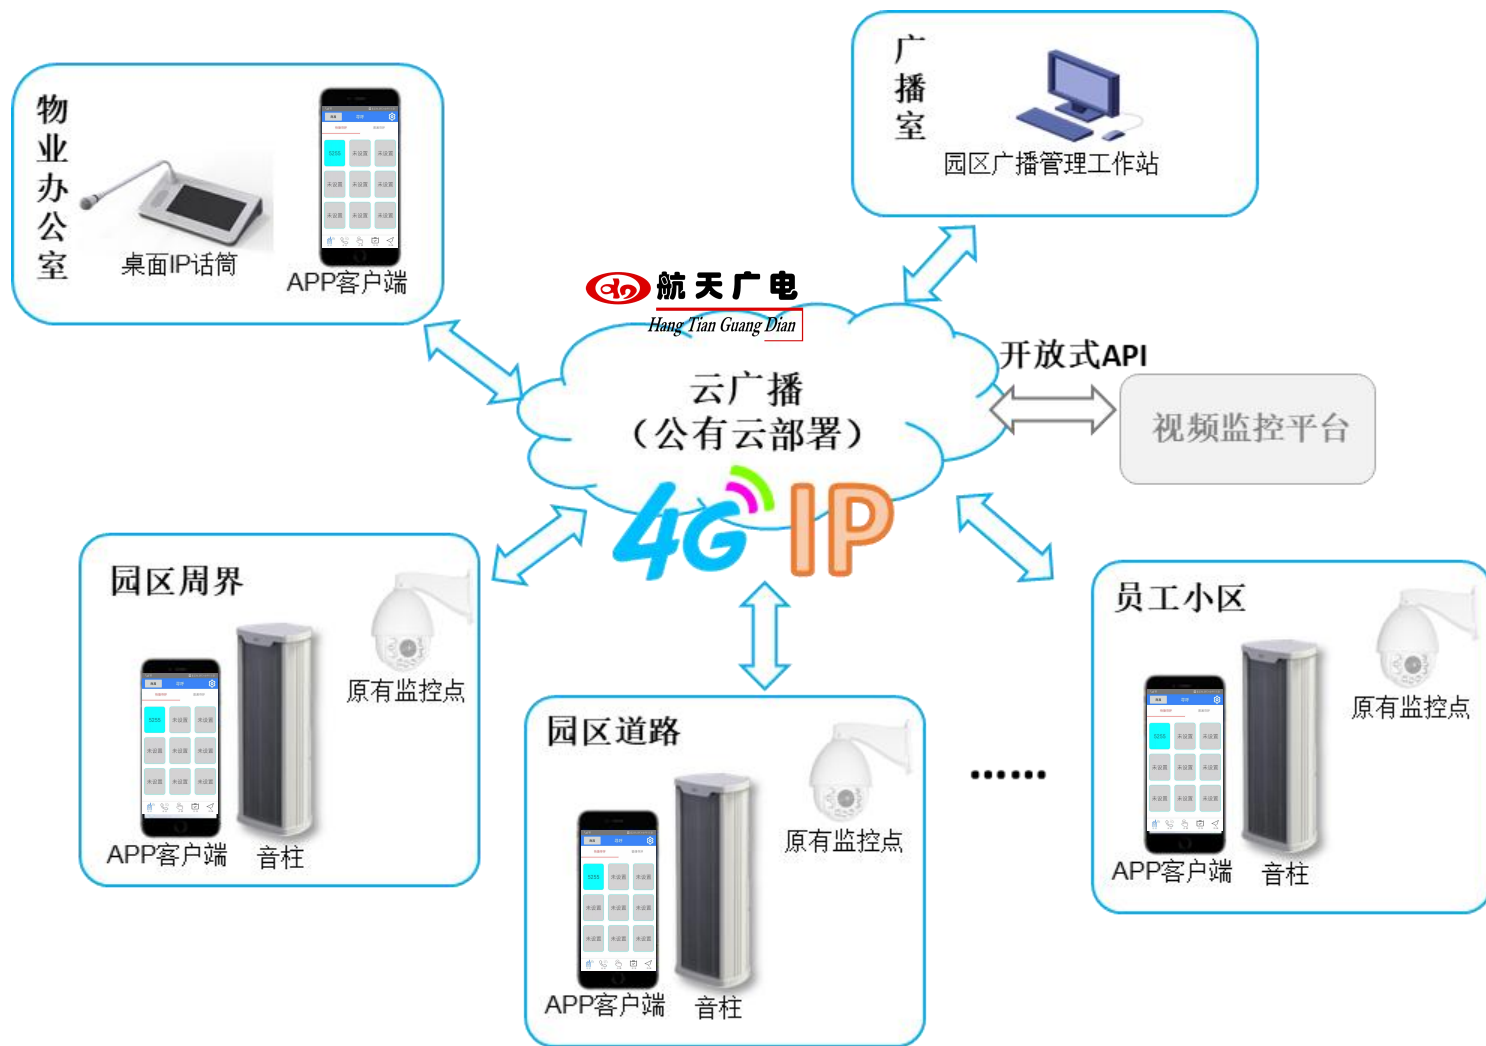 物业办公室
桌面IP话筒
APP客户端
广播室
园区广播管理工作站
航天广电
Hang Tian Guang Dian
云广播
（公有云部署）
4G IP
开放式API
视频监控平台
园区周界
原有监控点
APP客户端
音柱
园区道路
原有监控点
APP客户端
音柱
······
员工小区
原有监控点
APP客户端
音柱